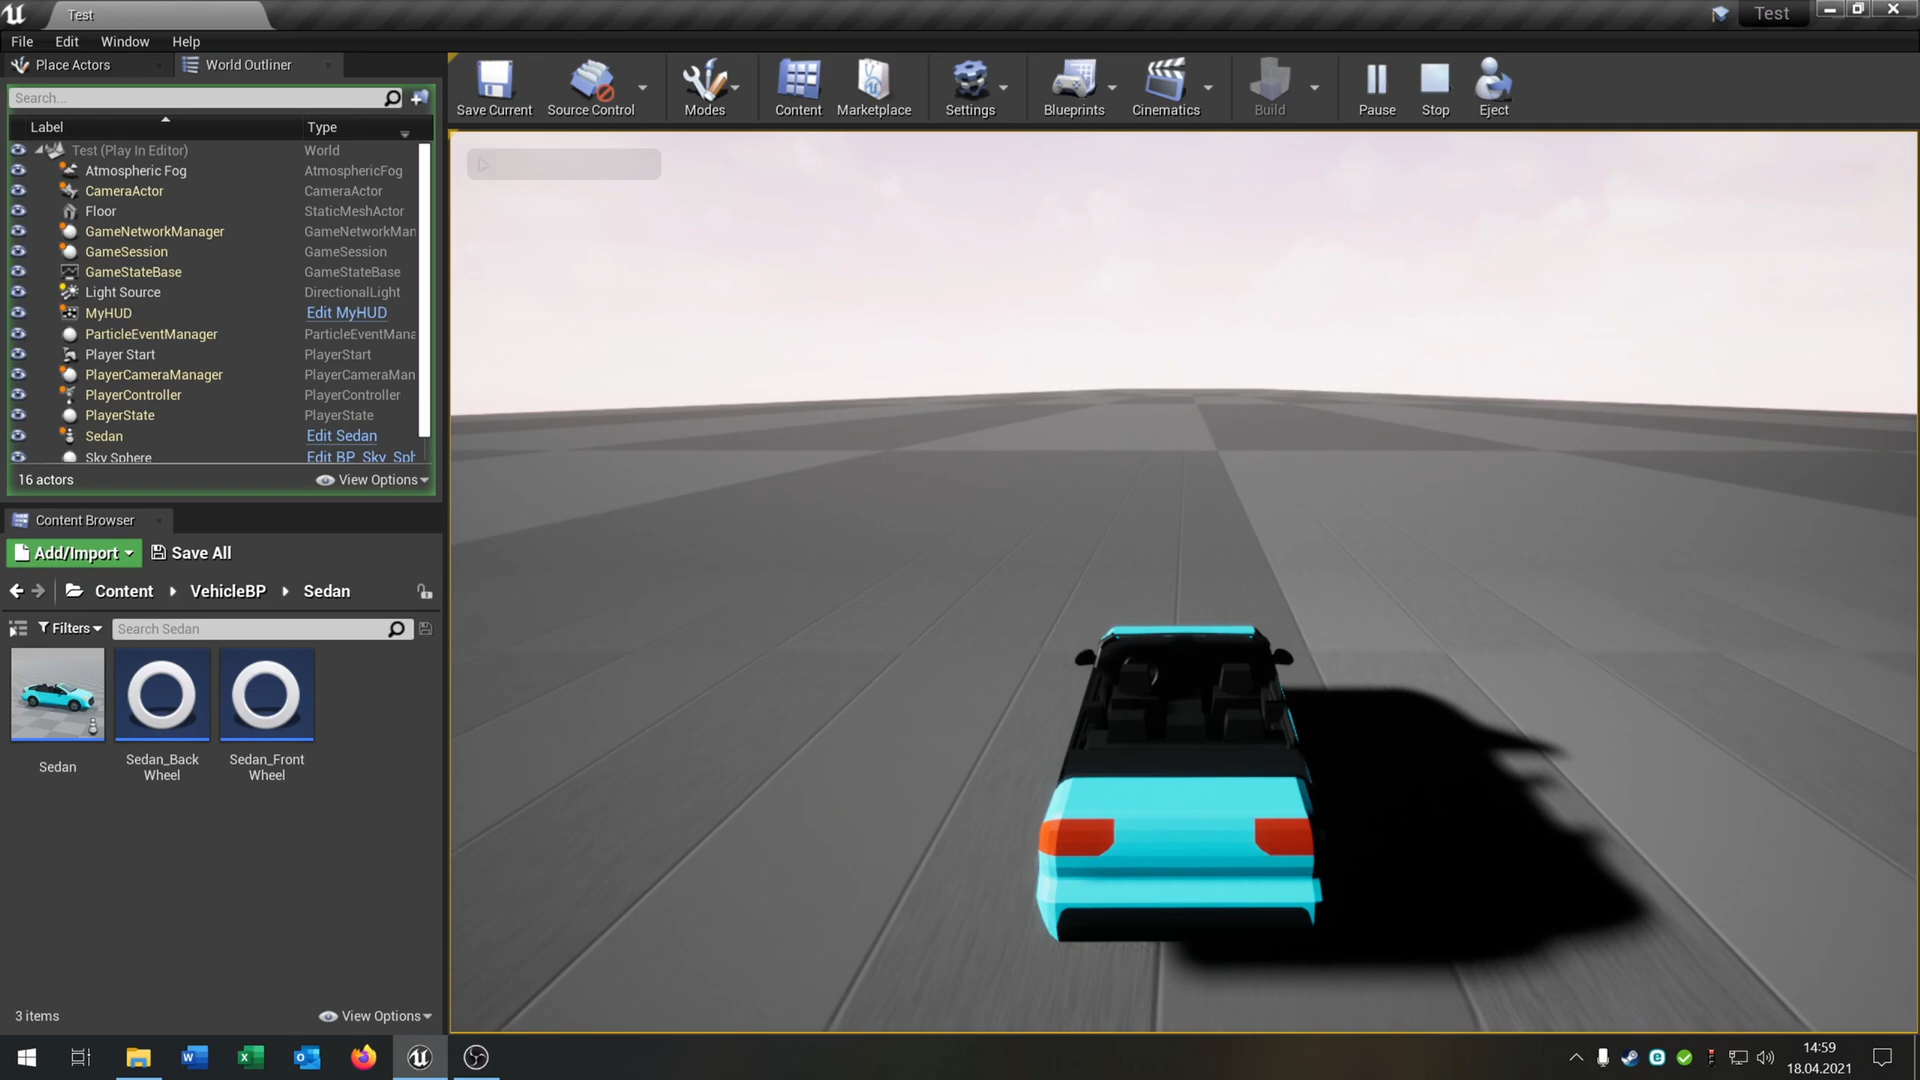 Test
Test
File Edit Window Help
Place Actors
World Outliner
Search...
Label Type
Test (Play In Editor) World
Atmospheric Fog AtmosphericFog
CameraActor CameraActor
Floor StaticMeshActor
GameNetworkManager GameNetworkMan
GameSession GameSession
GameStateBase GameStateBase
Light Source DirectionalLight
MyHUD Edit MyHUD
ParticleEventManager ParticleEventMana
Player Start PlayerStart
PlayerCameraManager PlayerCameraMan
PlayerController PlayerController
PlayerState PlayerState
Sedan Edit Sedan
Sky Sphere Edit BP_Sky_Sph
16 actors View Options
Save Current Source Control Modes Content Marketplace Settings Blueprints Cinematics Build Pause Stop Eject
Content Browser
Add/Import Save All
Content VehicleBP Sedan
Filters Search Sedan
Sedan
Sedan_Back
Wheel
Sedan_Front
Wheel
3 items View Options
14:59
18.04.2021